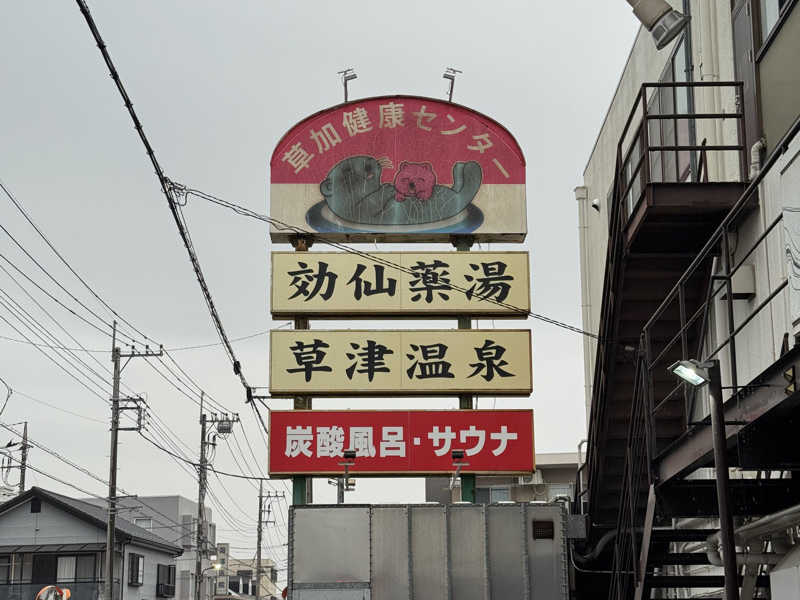 草加健康センター
効仙薬湯
草津温泉
炭酸風呂・サウナ